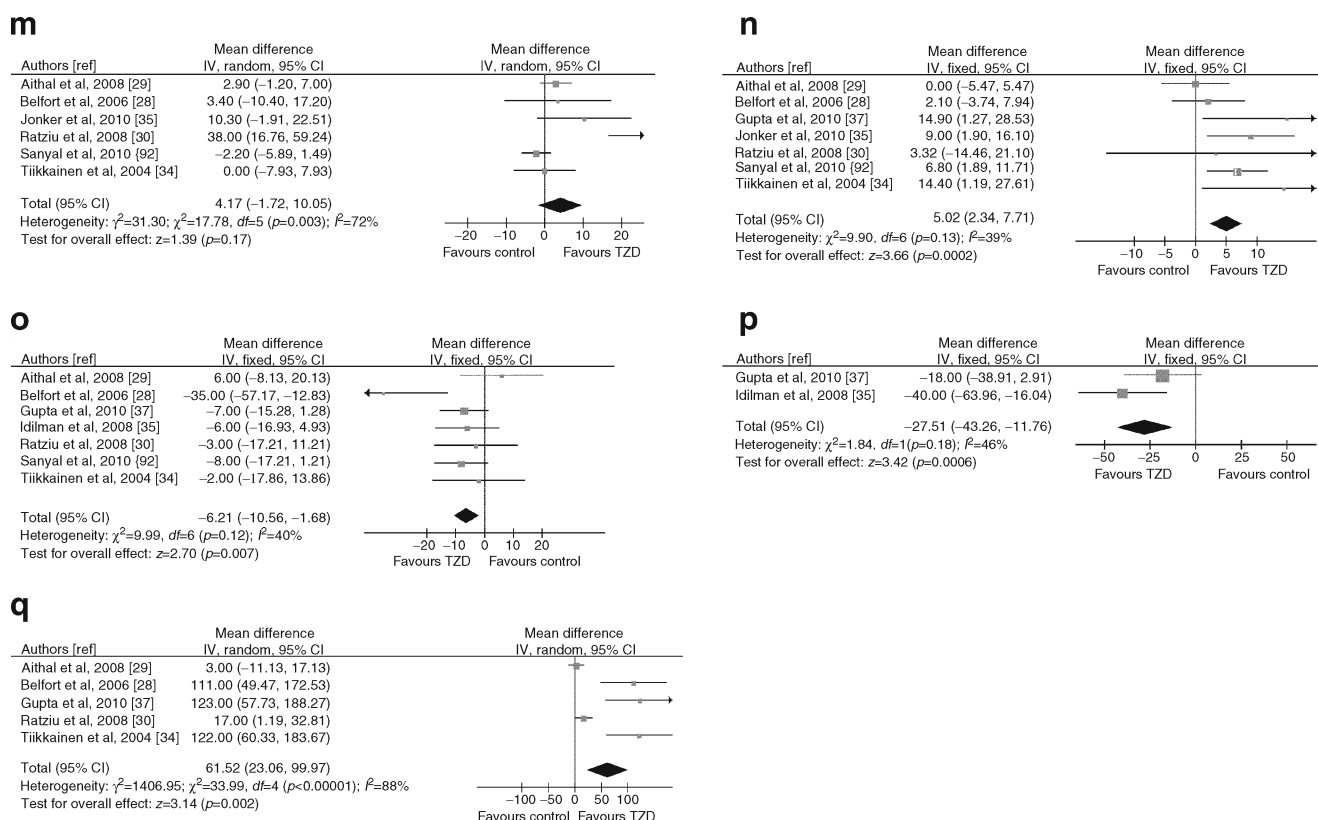 m
Mean difference Mean difference
Authors [ref] IV, random, 95% CI IV, random, 95% CI
Aithal et al, 2008 [29] 2.90 (−1.20, 7.00)
Belfort et al, 2006 [28] 3.40 (−10.40, 17.20)
Jonker et al, 2010 [35] 10.30 (−1.91, 22.51)
Ratziu et al, 2008 [30] 38.00 (16.76, 59.24)
Sanyal et al, 2010 {92] −2.20 (−5.89, 1.49)
Tiikkainen et al, 2004 [34] 0.00 (−7.93, 7.93)
Total (95% CI) 4.17 (−1.72, 10.05)
Heterogeneity: γ²=31.30; χ²=17.78, df=5 (p=0.003); I²=72%
Test for overall effect: z=1.39 (p=0.17)
−20 −10 0 10 20
Favours control Favours TZD
n
Mean difference Mean difference
Authors [ref] IV, fixed, 95% CI IV, fixed, 95% CI
Aithal et al, 2008 [29] 0.00 (−5.47, 5.47)
Belfort et al, 2006 [28] 2.10 (−3.74, 7.94)
Gupta et al, 2010 [37] 14.90 (1.27, 28.53)
Jonker et al, 2010 [35] 9.00 (1.90, 16.10)
Ratziu et al, 2008 [30] 3.32 (−14.46, 21.10)
Sanyal et al, 2010 {92] 6.80 (1.89, 11.71)
Tiikkainen et al, 2004 [34] 14.40 (1.19, 27.61)
Total (95% CI) 5.02 (2.34, 7.71)
Heterogeneity: χ²=9.90, df=6 (p=0.13); I²=39%
Test for overall effect: z=3.66 (p=0.0002)
−10 −5 0 5 10
Favours control Favours TZD
o
Mean difference Mean difference
Authors [ref] IV, fixed, 95% CI IV, fixed, 95% CI
Aithal et al, 2008 [29] 6.00 (−8.13, 20.13)
Belfort et al, 2006 [28] −35.00 (−57.17, −12.83)
Gupta et al, 2010 [37] −7.00 (−15.28, 1.28)
Idilman et al, 2008 [35] −6.00 (−16.93, 4.93)
Ratziu et al, 2008 [30] −3.00 (−17.21, 11.21)
Sanyal et al, 2010 {92] −8.00 (−17.21, 1.21)
Tiikkainen et al, 2004 [34] −2.00 (−17.86, 13.86)
Total (95% CI) −6.21 (−10.56, −1.68)
Heterogeneity: χ²=9.99, df=6 (p=0.12); I²=40%
Test for overall effect: z=2.70 (p=0.007)
−20 −10 0 10 20
Favours TZD Favours control
p
Mean difference Mean difference
Authors [ref] IV, fixed, 95% CI IV, fixed, 95% CI
Gupta et al, 2010 [37] −18.00 (−38.91, 2.91)
Idilman et al, 2008 [35] −40.00 (−63.96, −16.04)
Total (95% CI) −27.51 (−43.26, −11.76)
Heterogeneity: χ²=1.84, df=1(p=0.18); I²=46%
Test for overall effect: z=3.42 (p=0.0006)
−50 −25 0 25 50
Favours TZD Favours control
q
Mean difference Mean difference
Authors [ref] IV, random, 95% CI IV, random, 95% CI
Aithal et al, 2008 [29] 3.00 (−11.13, 17.13)
Belfort et al, 2006 [28] 111.00 (49.47, 172.53)
Gupta et al, 2010 [37] 123.00 (57.73, 188.27)
Ratziu et al, 2008 [30] 17.00 (1.19, 32.81)
Tiikkainen et al, 2004 [34] 122.00 (60.33, 183.67)
Total (95% CI) 61.52 (23.06, 99.97)
Heterogeneity: γ²=1406.95; χ²=33.99, df=4 (p<0.00001); I²=88%
Test for overall effect: z=3.14 (p=0.002)
−100 −50 0 50 100
Favours control Favours TZD